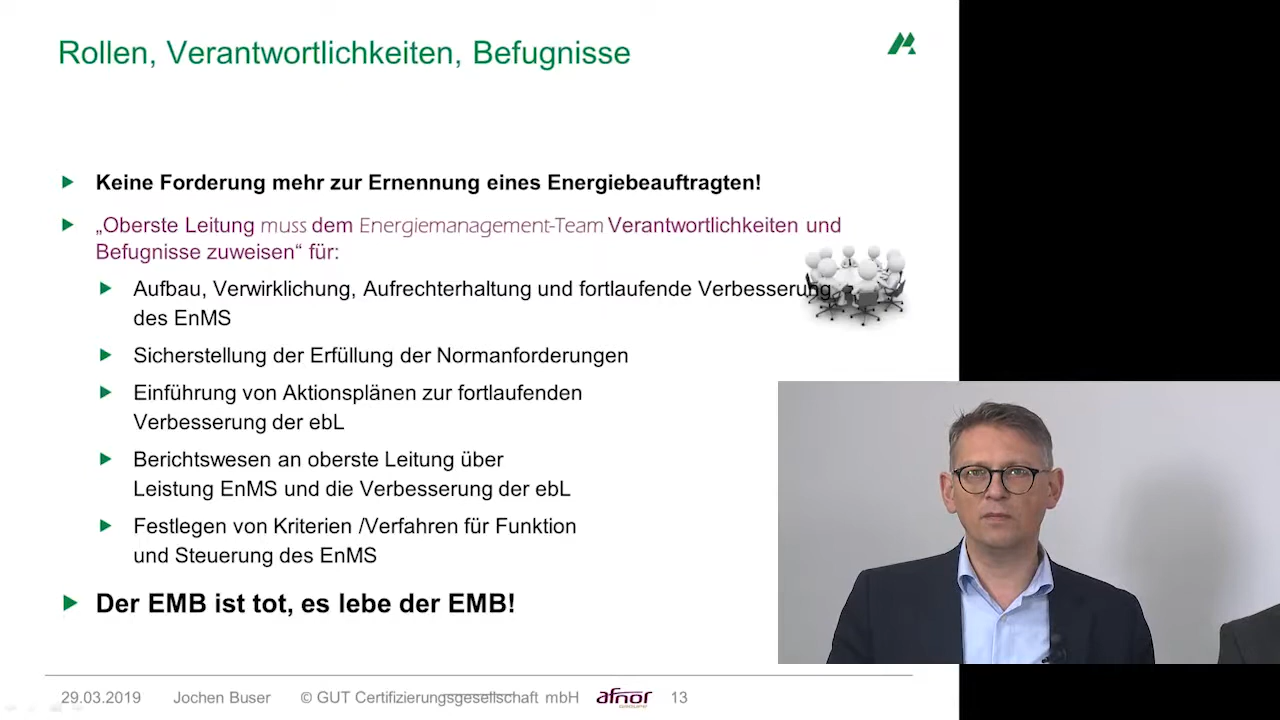 Rollen, Verantwortlichkeiten, Befugnisse
Keine Forderung mehr zur Ernennung eines Energiebeauftragten!
„Oberste Leitung muss dem Energiemanagement-Team Verantwortlichkeiten und
Befugnisse zuweisen“ für:
Aufbau, Verwirklichung, Aufrechterhaltung und fortlaufende Verbesserung
des EnMS
Sicherstellung der Erfüllung der Normanforderungen
Einführung von Aktionsplänen zur fortlaufenden
Verbesserung der ebL
Berichtswesen an oberste Leitung über
Leistung EnMS und die Verbesserung der ebL
Festlegen von Kriterien /Verfahren für Funktion
und Steuerung des EnMS
Der EMB ist tot, es lebe der EMB!
29.03.2019 Jochen Buser © GUT Certifizierungsgesellschaft mbH afnor 13